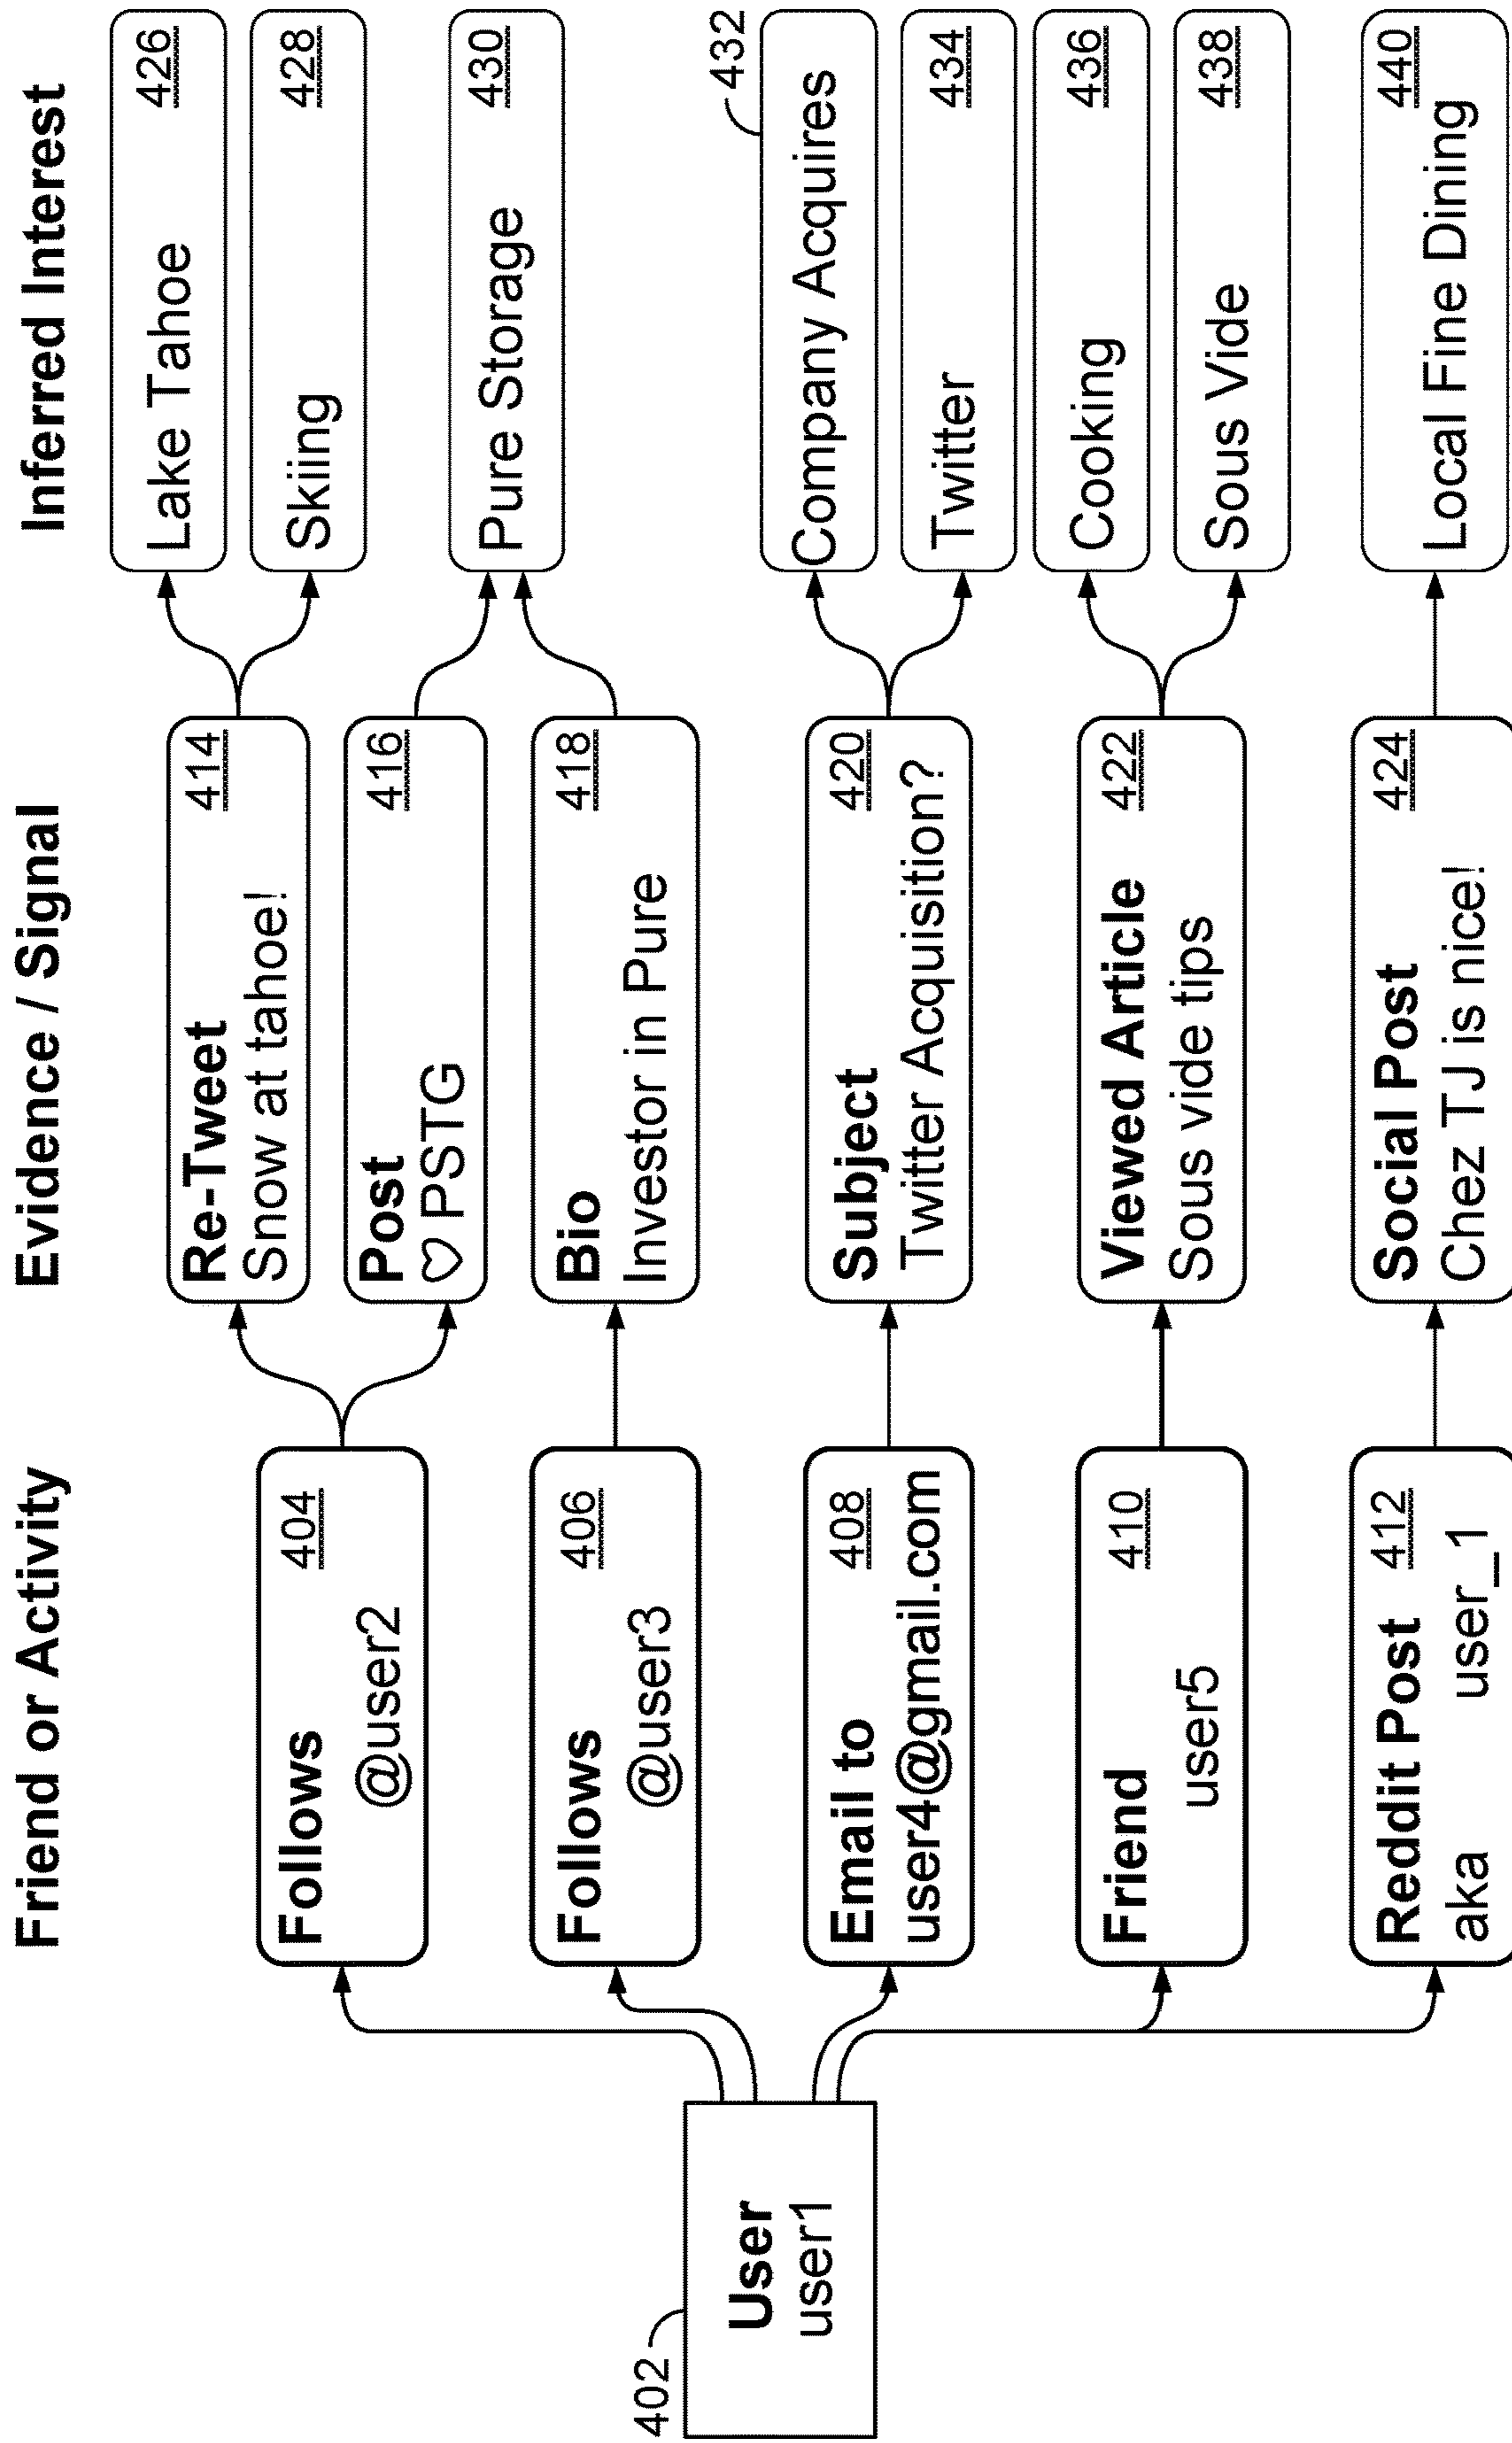 Friend or Activity
Evidence / Signal
Inferred Interest
402
User
user1
Follows 404
@user2
Follows 406
@user3
Email to 408
user4@gmail.com
Friend 410
user5
Reddit Post 412
aka user_1
Re-Tweet 414
Snow at tahoe!
Post 416
♡ PSTG
Bio 418
Investor in Pure
Subject 420
Twitter Acquisition?
Viewed Article 422
Sous vide tips
Social Post 424
Chez TJ is nice!
Lake Tahoe 426
Skiing 428
Pure Storage 430
432
Company Acquires
Twitter 434
Cooking 436
Sous Vide 438
440
Local Fine Dining